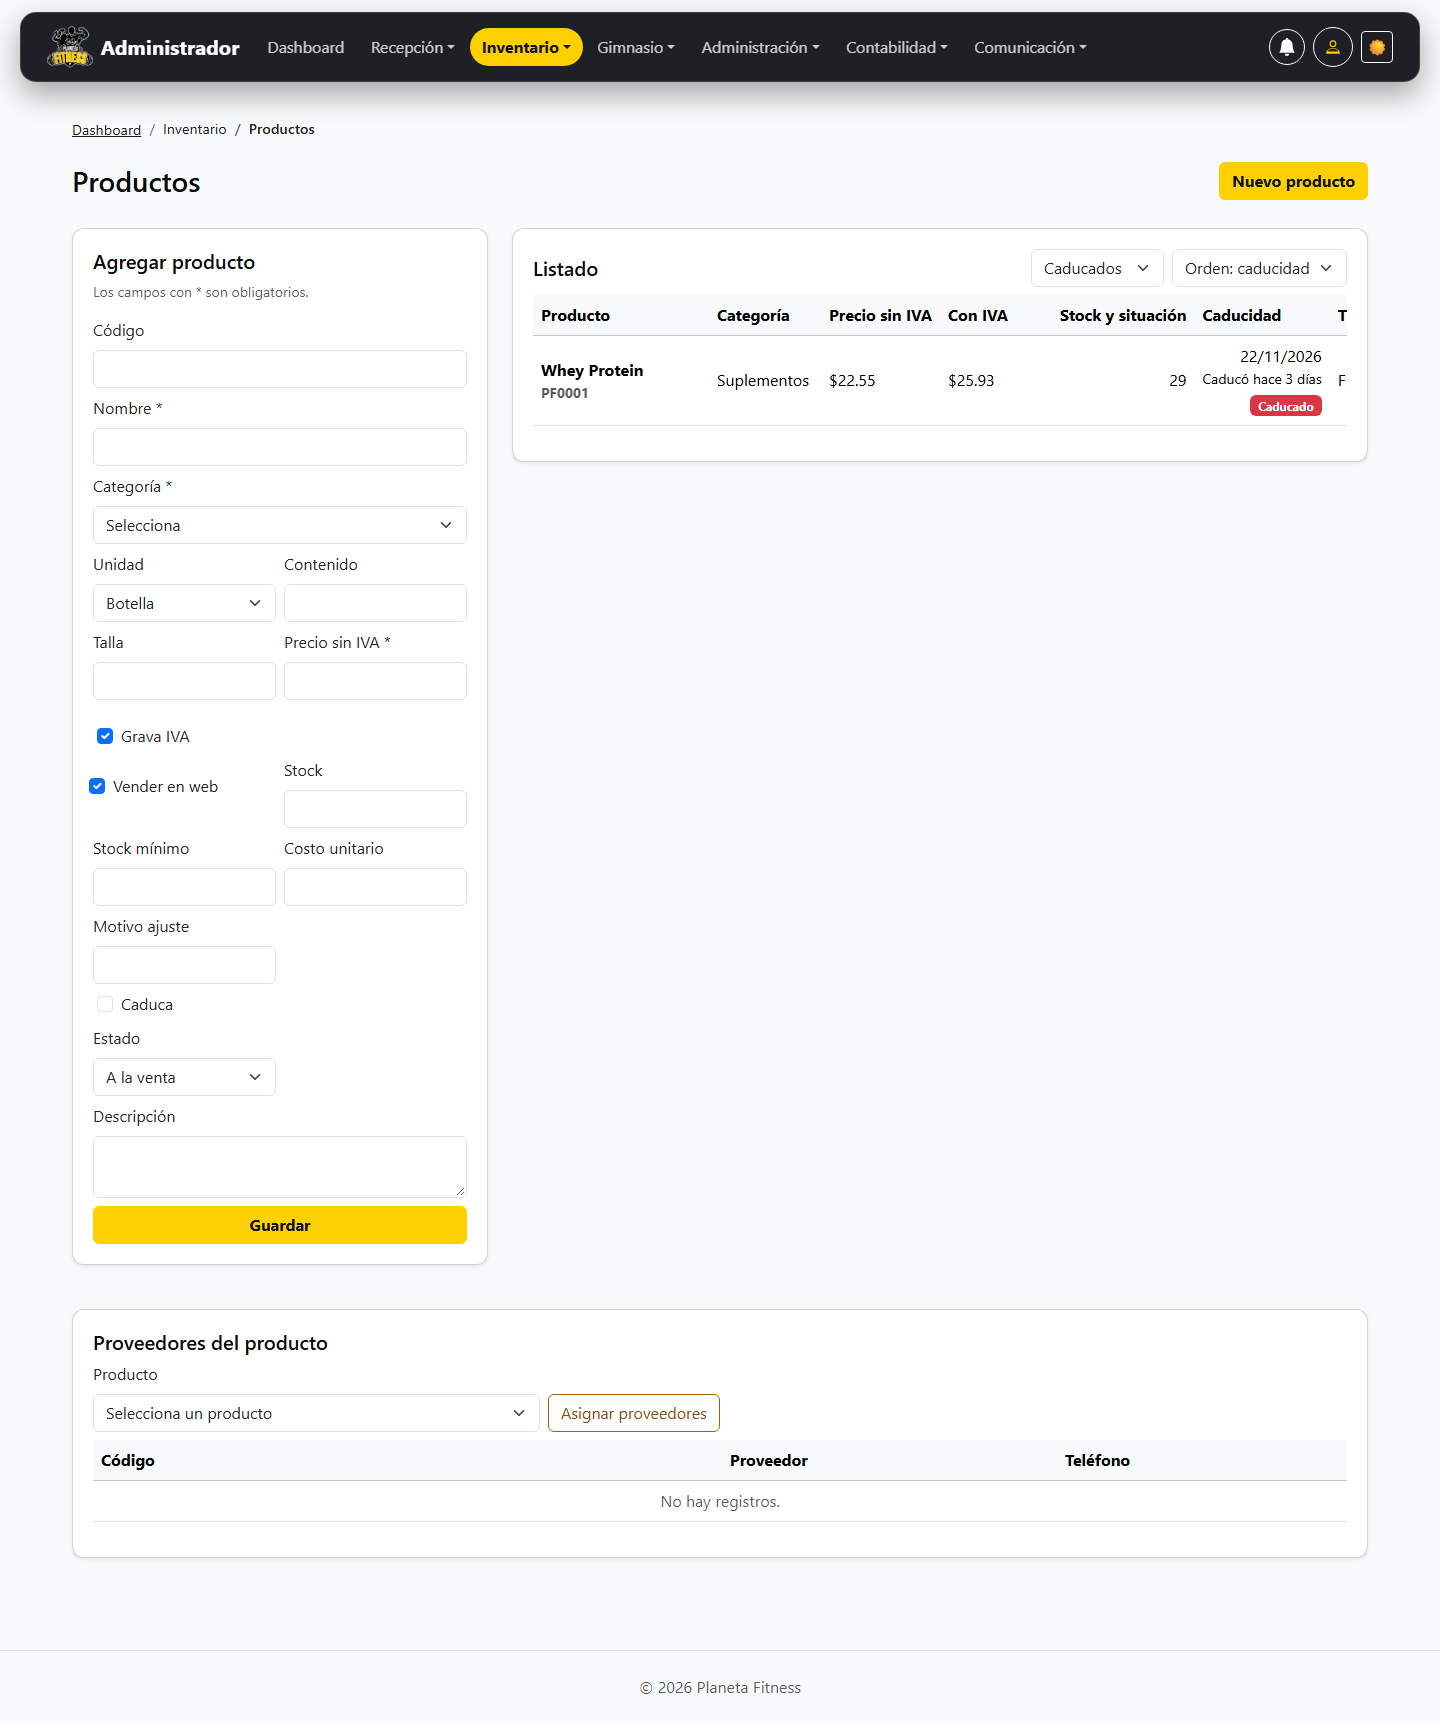 Administrador
Dashboard
Recepción
Inventario
Gimnasio
Administración
Contabilidad
Comunicación
Dashboard / Inventario / Productos
Productos
Nuevo producto
Agregar producto
Los campos con * son obligatorios.
Código
Nombre *
Categoría *
Selecciona
Unidad
Contenido
Botella
Talla
Precio sin IVA *
Grava IVA
Vender en web
Stock
Stock mínimo
Costo unitario
Motivo ajuste
Caduca
Estado
A la venta
Descripción
Guardar
Listado
Caducados
Orden: caducidad
Producto Categoría Precio sin IVA Con IVA Stock y situación Caducidad T
Whey Protein
PF0001
Suplementos
$22.55
$25.93
29
22/11/2026
Caducó hace 3 días
Caducado
F
Proveedores del producto
Producto
Selecciona un producto
Asignar proveedores
Código Proveedor Teléfono
No hay registros.
© 2026 Planeta Fitness